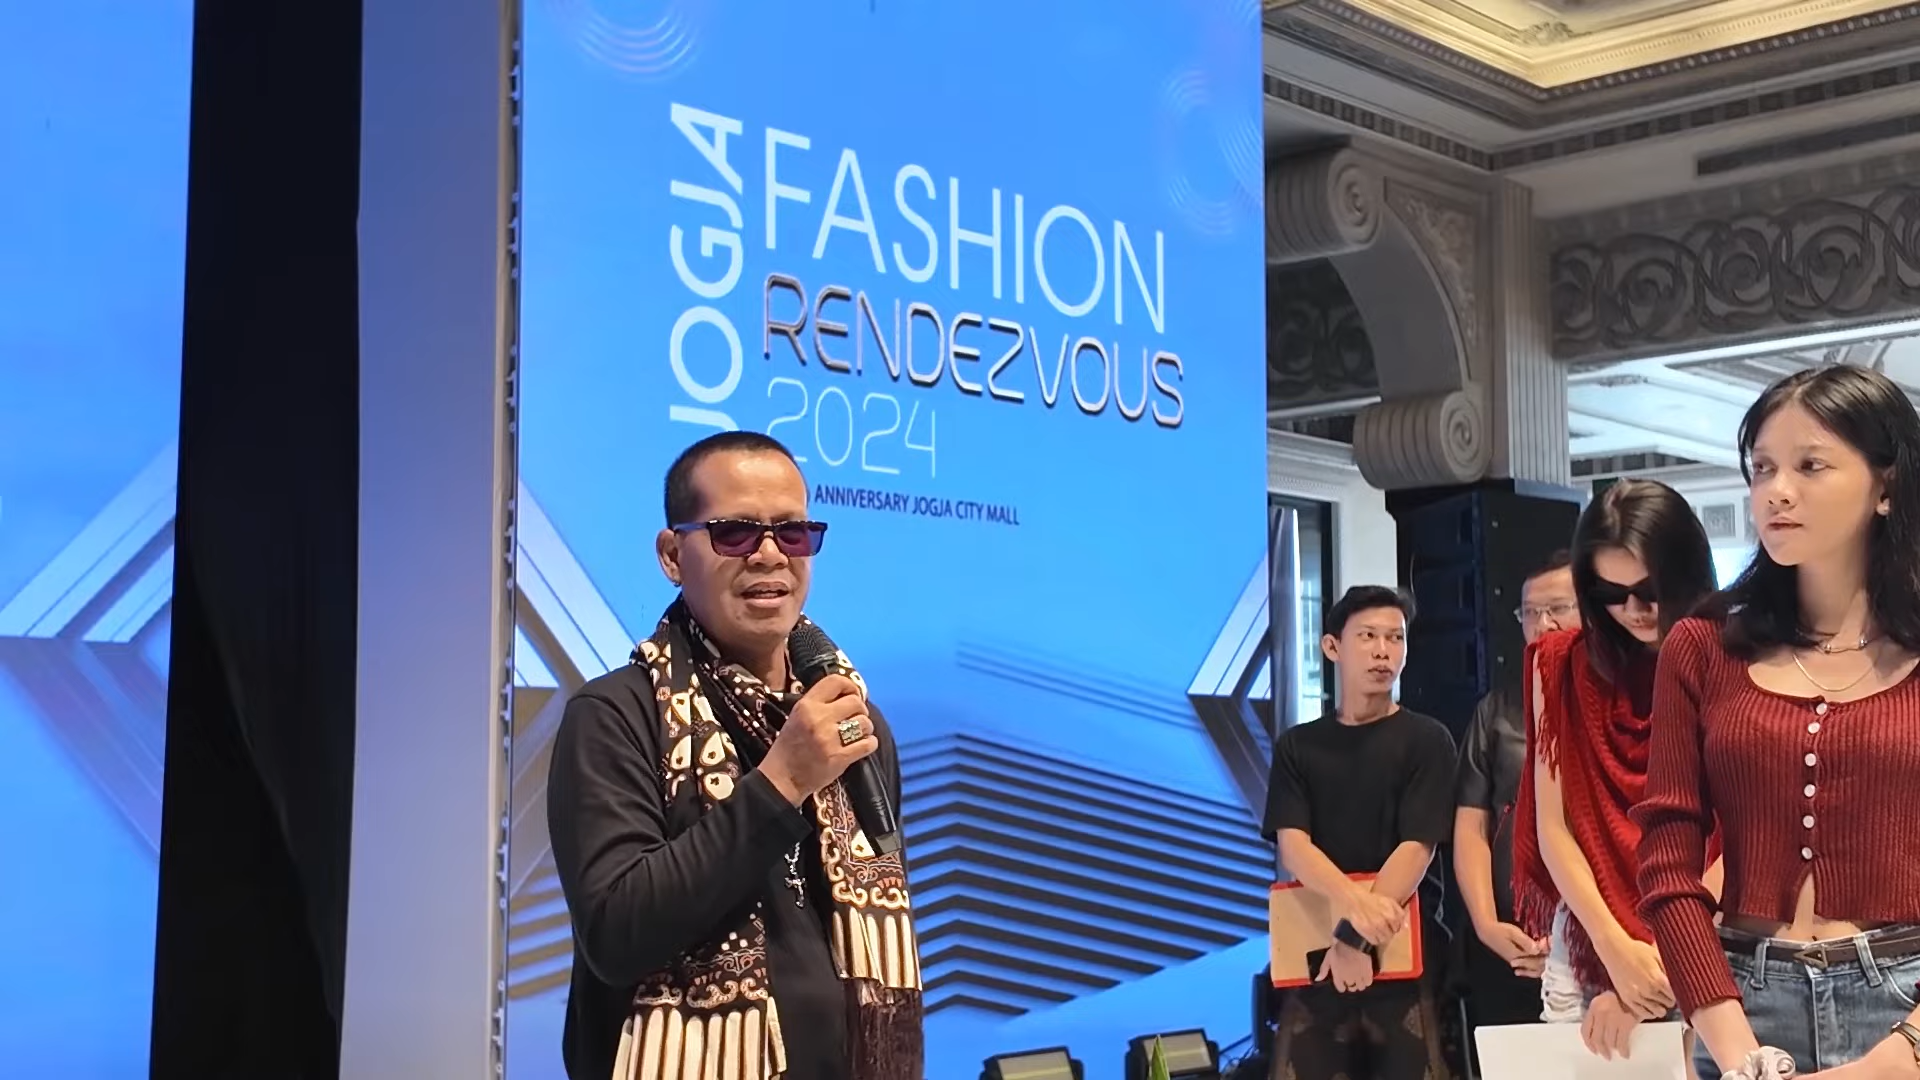 JOGJA
FASHION
RENDEZVOUS
2024
ANNIVERSARY JOGJA CITY MALL